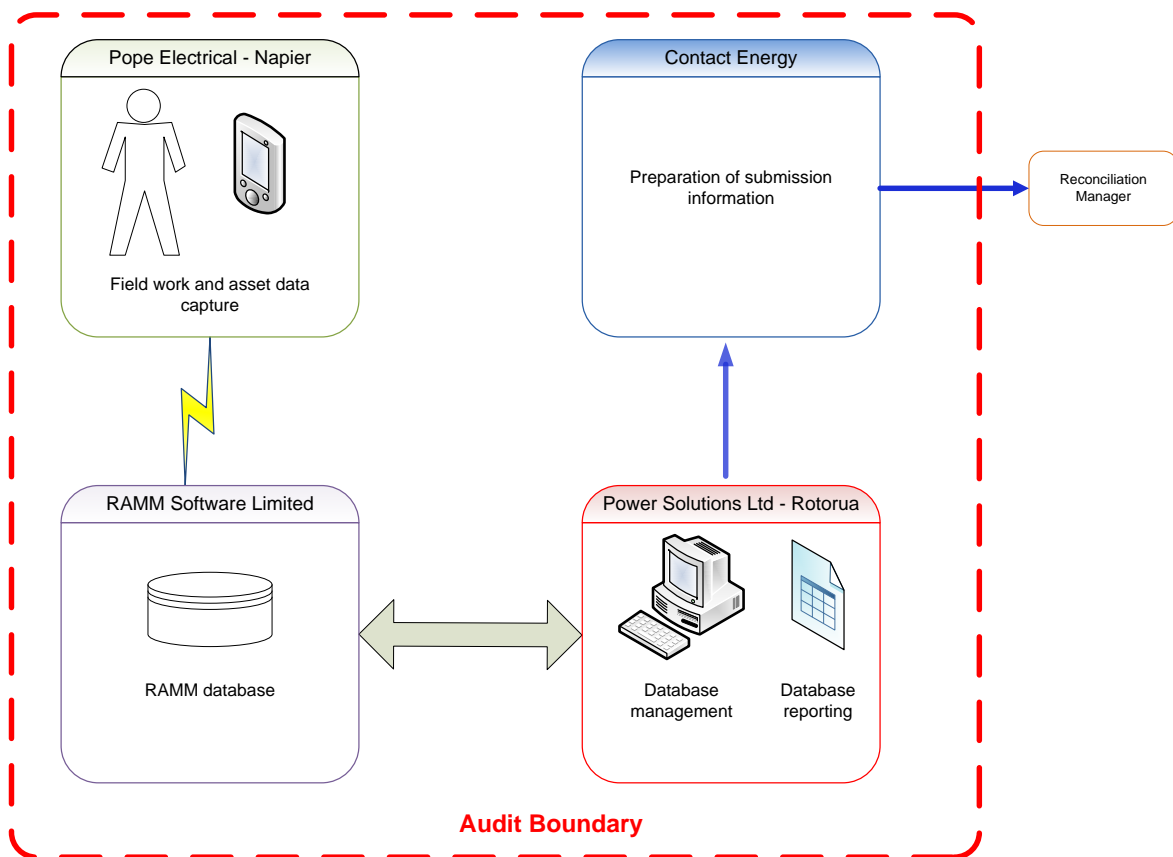 Pope Electrical - Napier
Field work and asset data
capture
Contact Energy
Preparation of submission
information
Reconciliation
Manager
RAMM Software Limited
RAMM database
Power Solutions Ltd - Rotorua
Database
management
Database
reporting
Audit Boundary